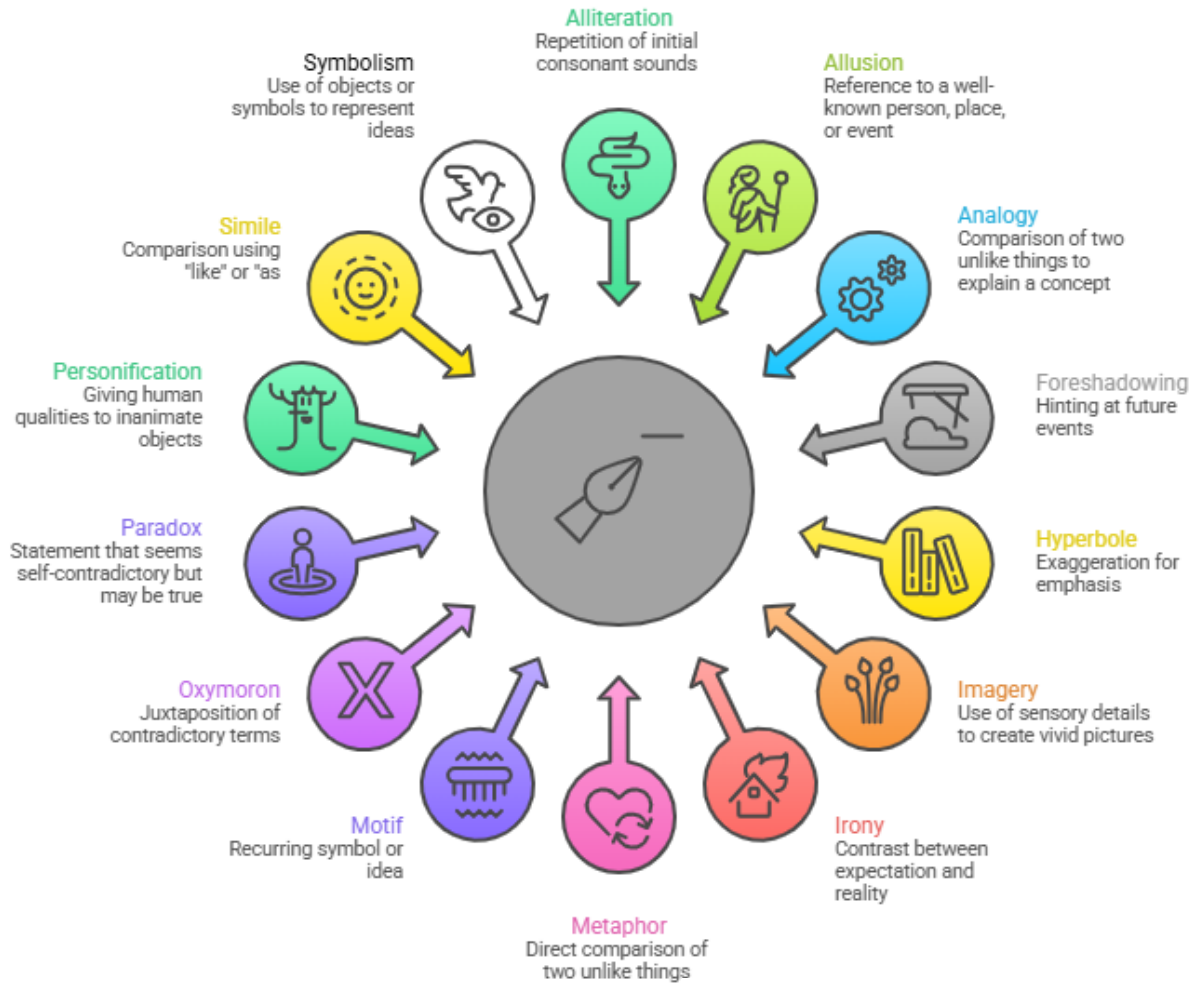 Alliteration
Repetition of initial
consonant sounds
Allusion
Reference to a well-
known person, place,
or event
Analogy
Comparison of two
unlike things to
explain a concept
Foreshadowing
Hinting at future
events
Hyperbole
Exaggeration for
emphasis
Imagery
Use of sensory details
to create vivid pictures
Irony
Contrast between
expectation and
reality
Metaphor
Direct comparison of
two unlike things
Motif
Recurring symbol or
idea
Oxymoron
Juxtaposition of
contradictory terms
Paradox
Statement that seems
self-contradictory but
may be true
Personification
Giving human
qualities to inanimate
objects
Simile
Comparison using
"like" or "as
Symbolism
Use of objects or
symbols to represent
ideas